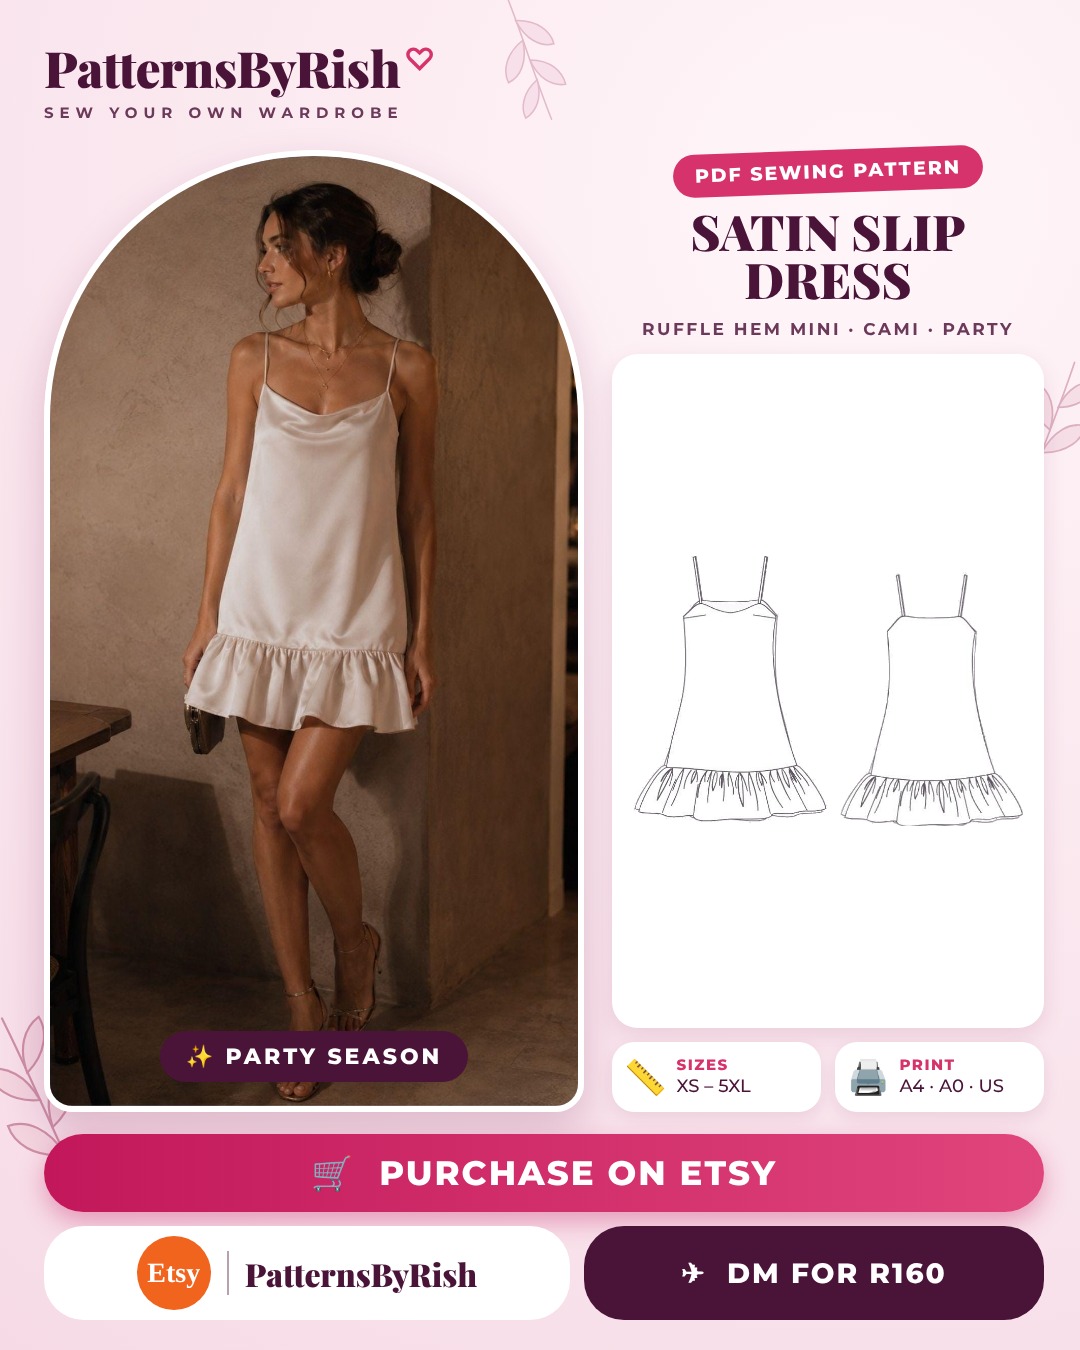 PatternsByRish
SEW YOUR OWN WARDROBE
PDF SEWING PATTERN
SATIN SLIP
DRESS
RUFFLE HEM MINI · CAMI · PARTY
✨ PARTY SEASON
SIZES
XS – 5XL
PRINT
A4 · A0 · US
PURCHASE ON ETSY
Etsy | PatternsByRish
✈ DM FOR R160